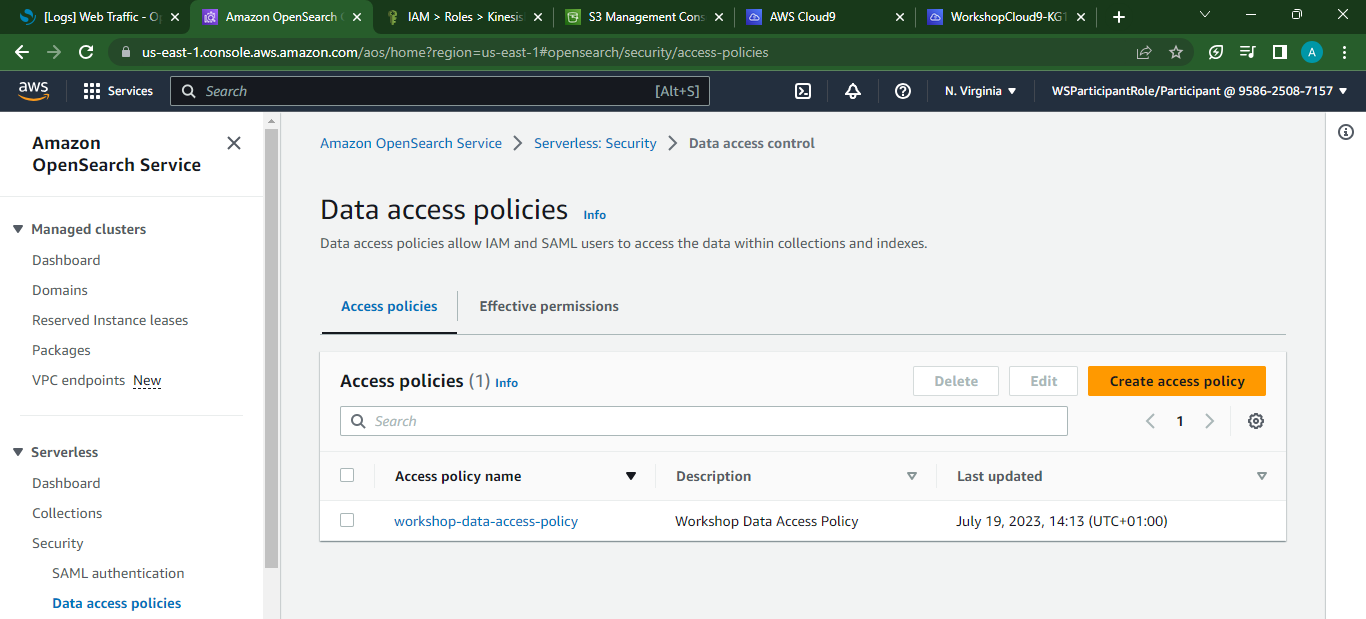 [Logs] Web Traffic - Op
Amazon OpenSearch
IAM > Roles > Kinesis
S3 Management Cons
AWS Cloud9
WorkshopCloud9-KG1
us-east-1.console.aws.amazon.com/aos/home?region=us-east-1#opensearch/security/access-policies
A
aws
Services
Search
[Alt+S]
N. Virginia
WSParticipantRole/Participant @ 9586-2508-7157
Amazon
OpenSearch Service
Managed clusters
Dashboard
Domains
Reserved Instance leases
Packages
VPC endpoints New
Serverless
Dashboard
Collections
Security
SAML authentication
Data access policies
Amazon OpenSearch Service
Serverless: Security
Data access control
Data access policies Info
Data access policies allow IAM and SAML users to access the data within collections and indexes.
Access policies
Effective permissions
Access policies (1) Info
Delete
Edit
Create access policy
Search
1
Access policy name
Description
Last updated
workshop-data-access-policy
Workshop Data Access Policy
July 19, 2023, 14:13 (UTC+01:00)